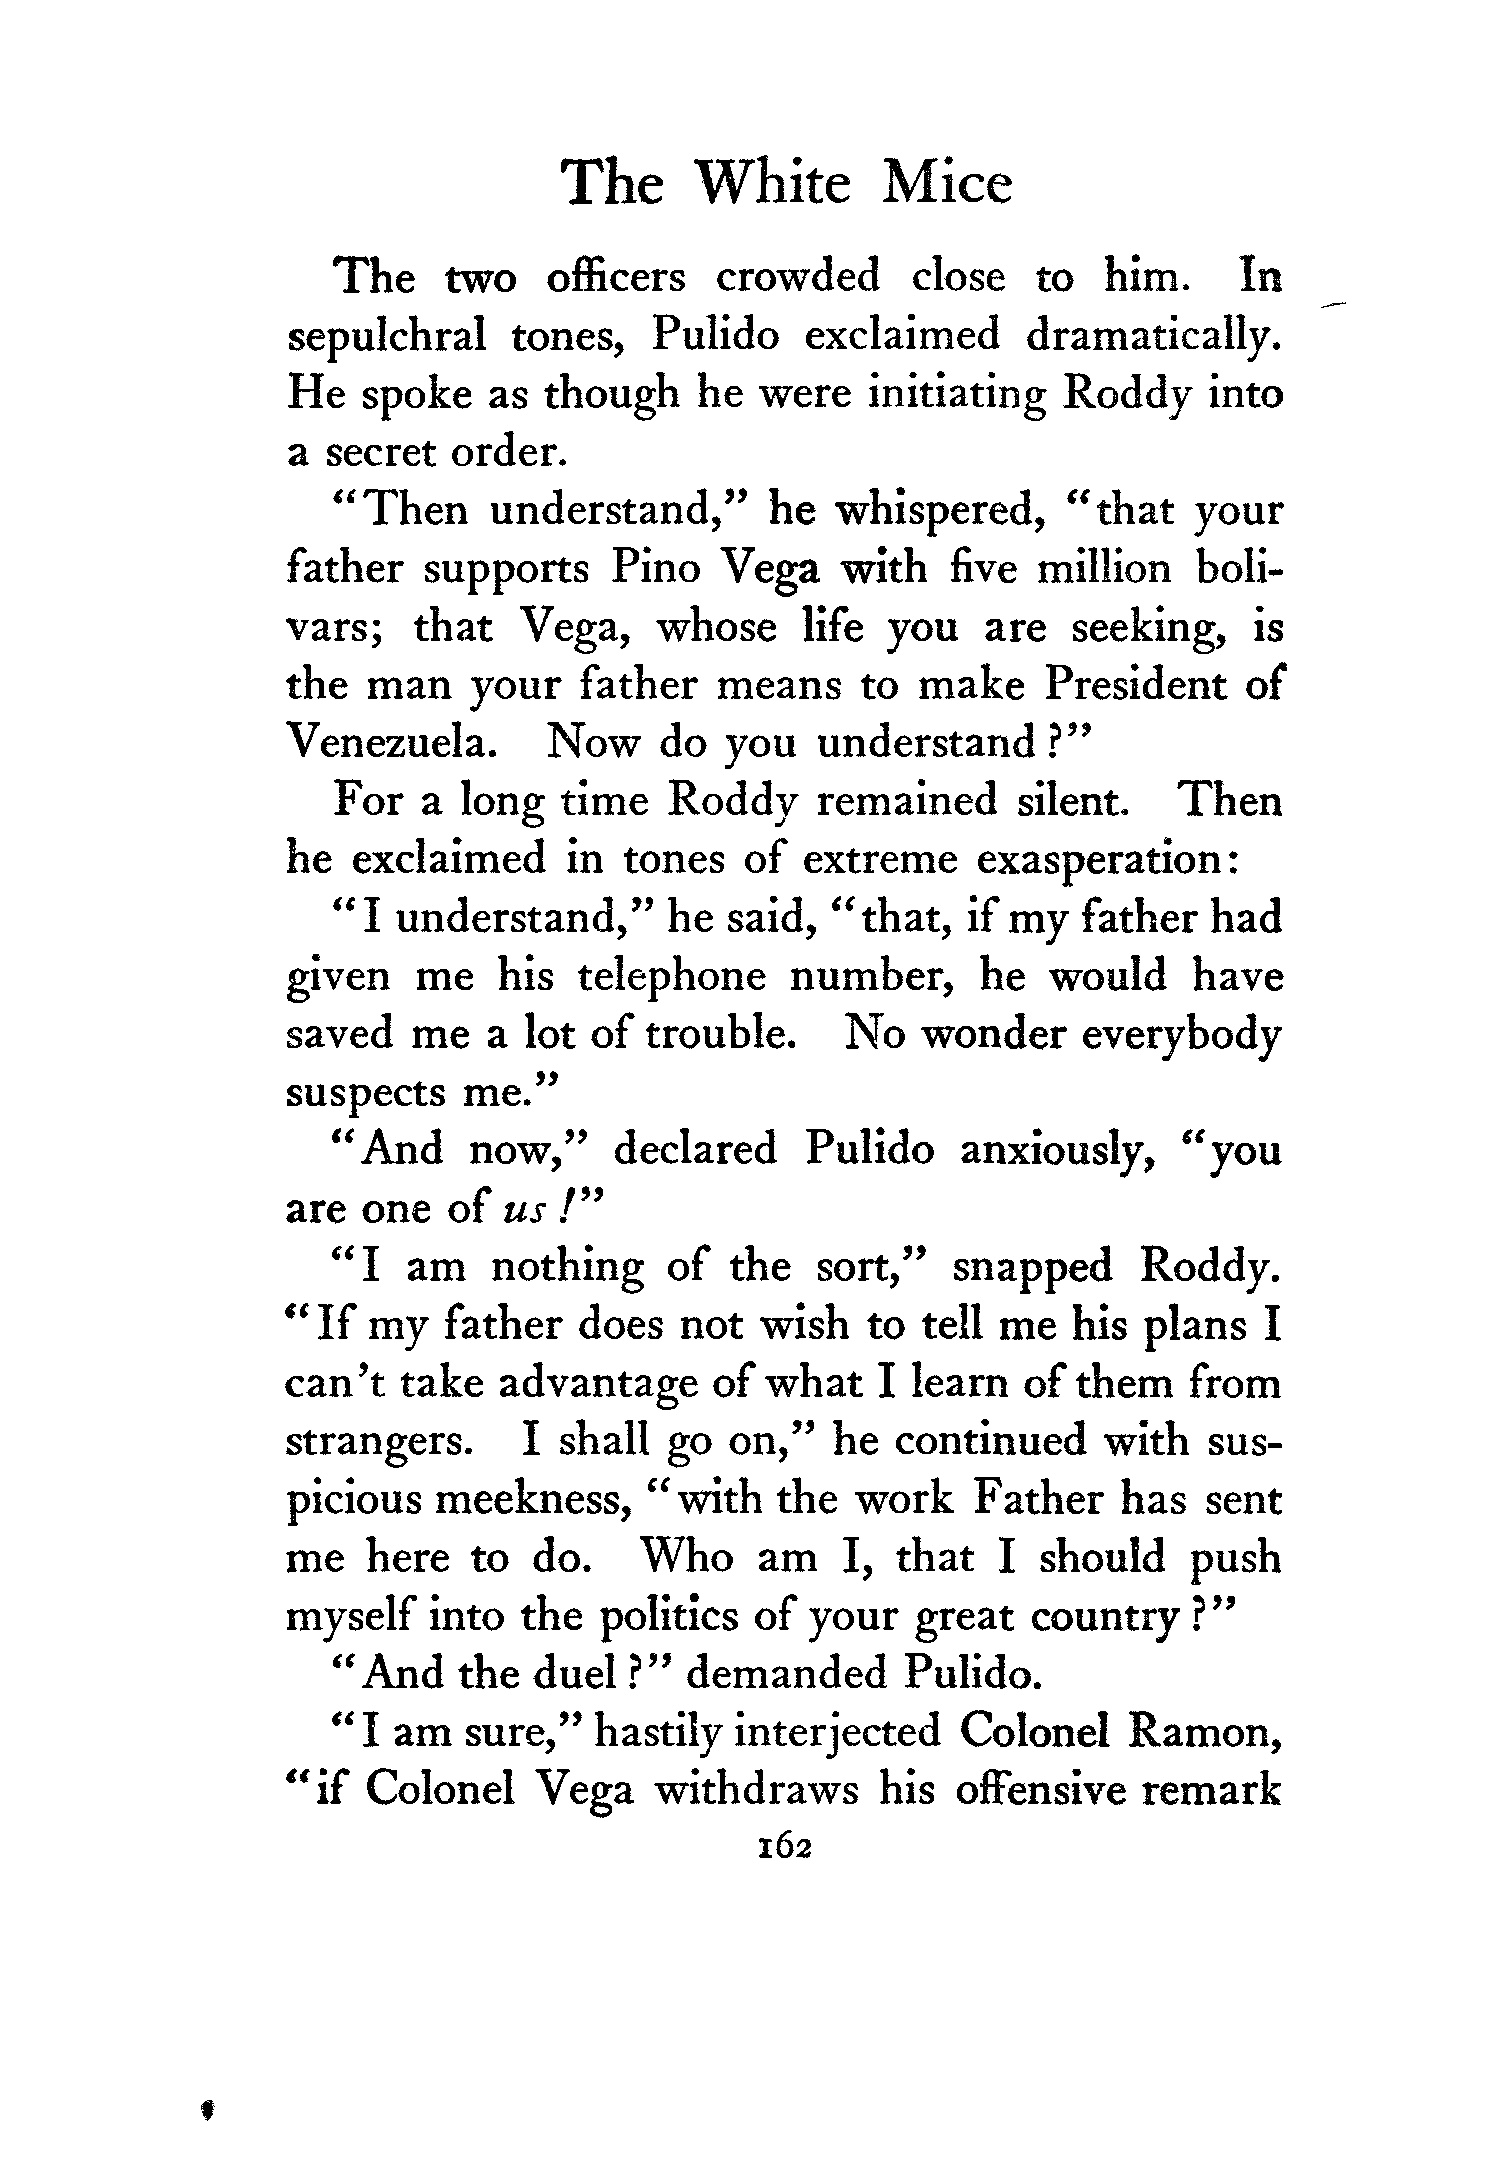 The White Mice
The two officers crowded close to him. In
sepulchral tones, Pulido exclaimed dramatically.
He spoke as though he were initiating Roddy into
a secret order.
“Then understand,” he whispered, “that your
father supports Pino Vega with five million boli-
vars; that Vega, whose life you are seeking, is
the man your father means to make President of
Venezuela. Now do you understand?”
For a long time Roddy remained silent. Then
he exclaimed in tones of extreme exasperation:
“I understand,” he said, “that, if my father had
given me his telephone number, he would have
saved me a lot of trouble. No wonder everybody
suspects me.”
“And now,” declared Pulido anxiously, “you
are one of us!”
“I am nothing of the sort,” snapped Roddy.
“If my father does not wish to tell me his plans I
can't take advantage of what I learn of them from
strangers. I shall go on,” he continued with sus-
picious meekness, “with the work Father has sent
me here to do. Who am I, that I should push
myself into the politics of your great country?”
“And the duel?” demanded Pulido.
“I am sure,” hastily interjected Colonel Ramon,
“if Colonel Vega withdraws his offensive remark
162